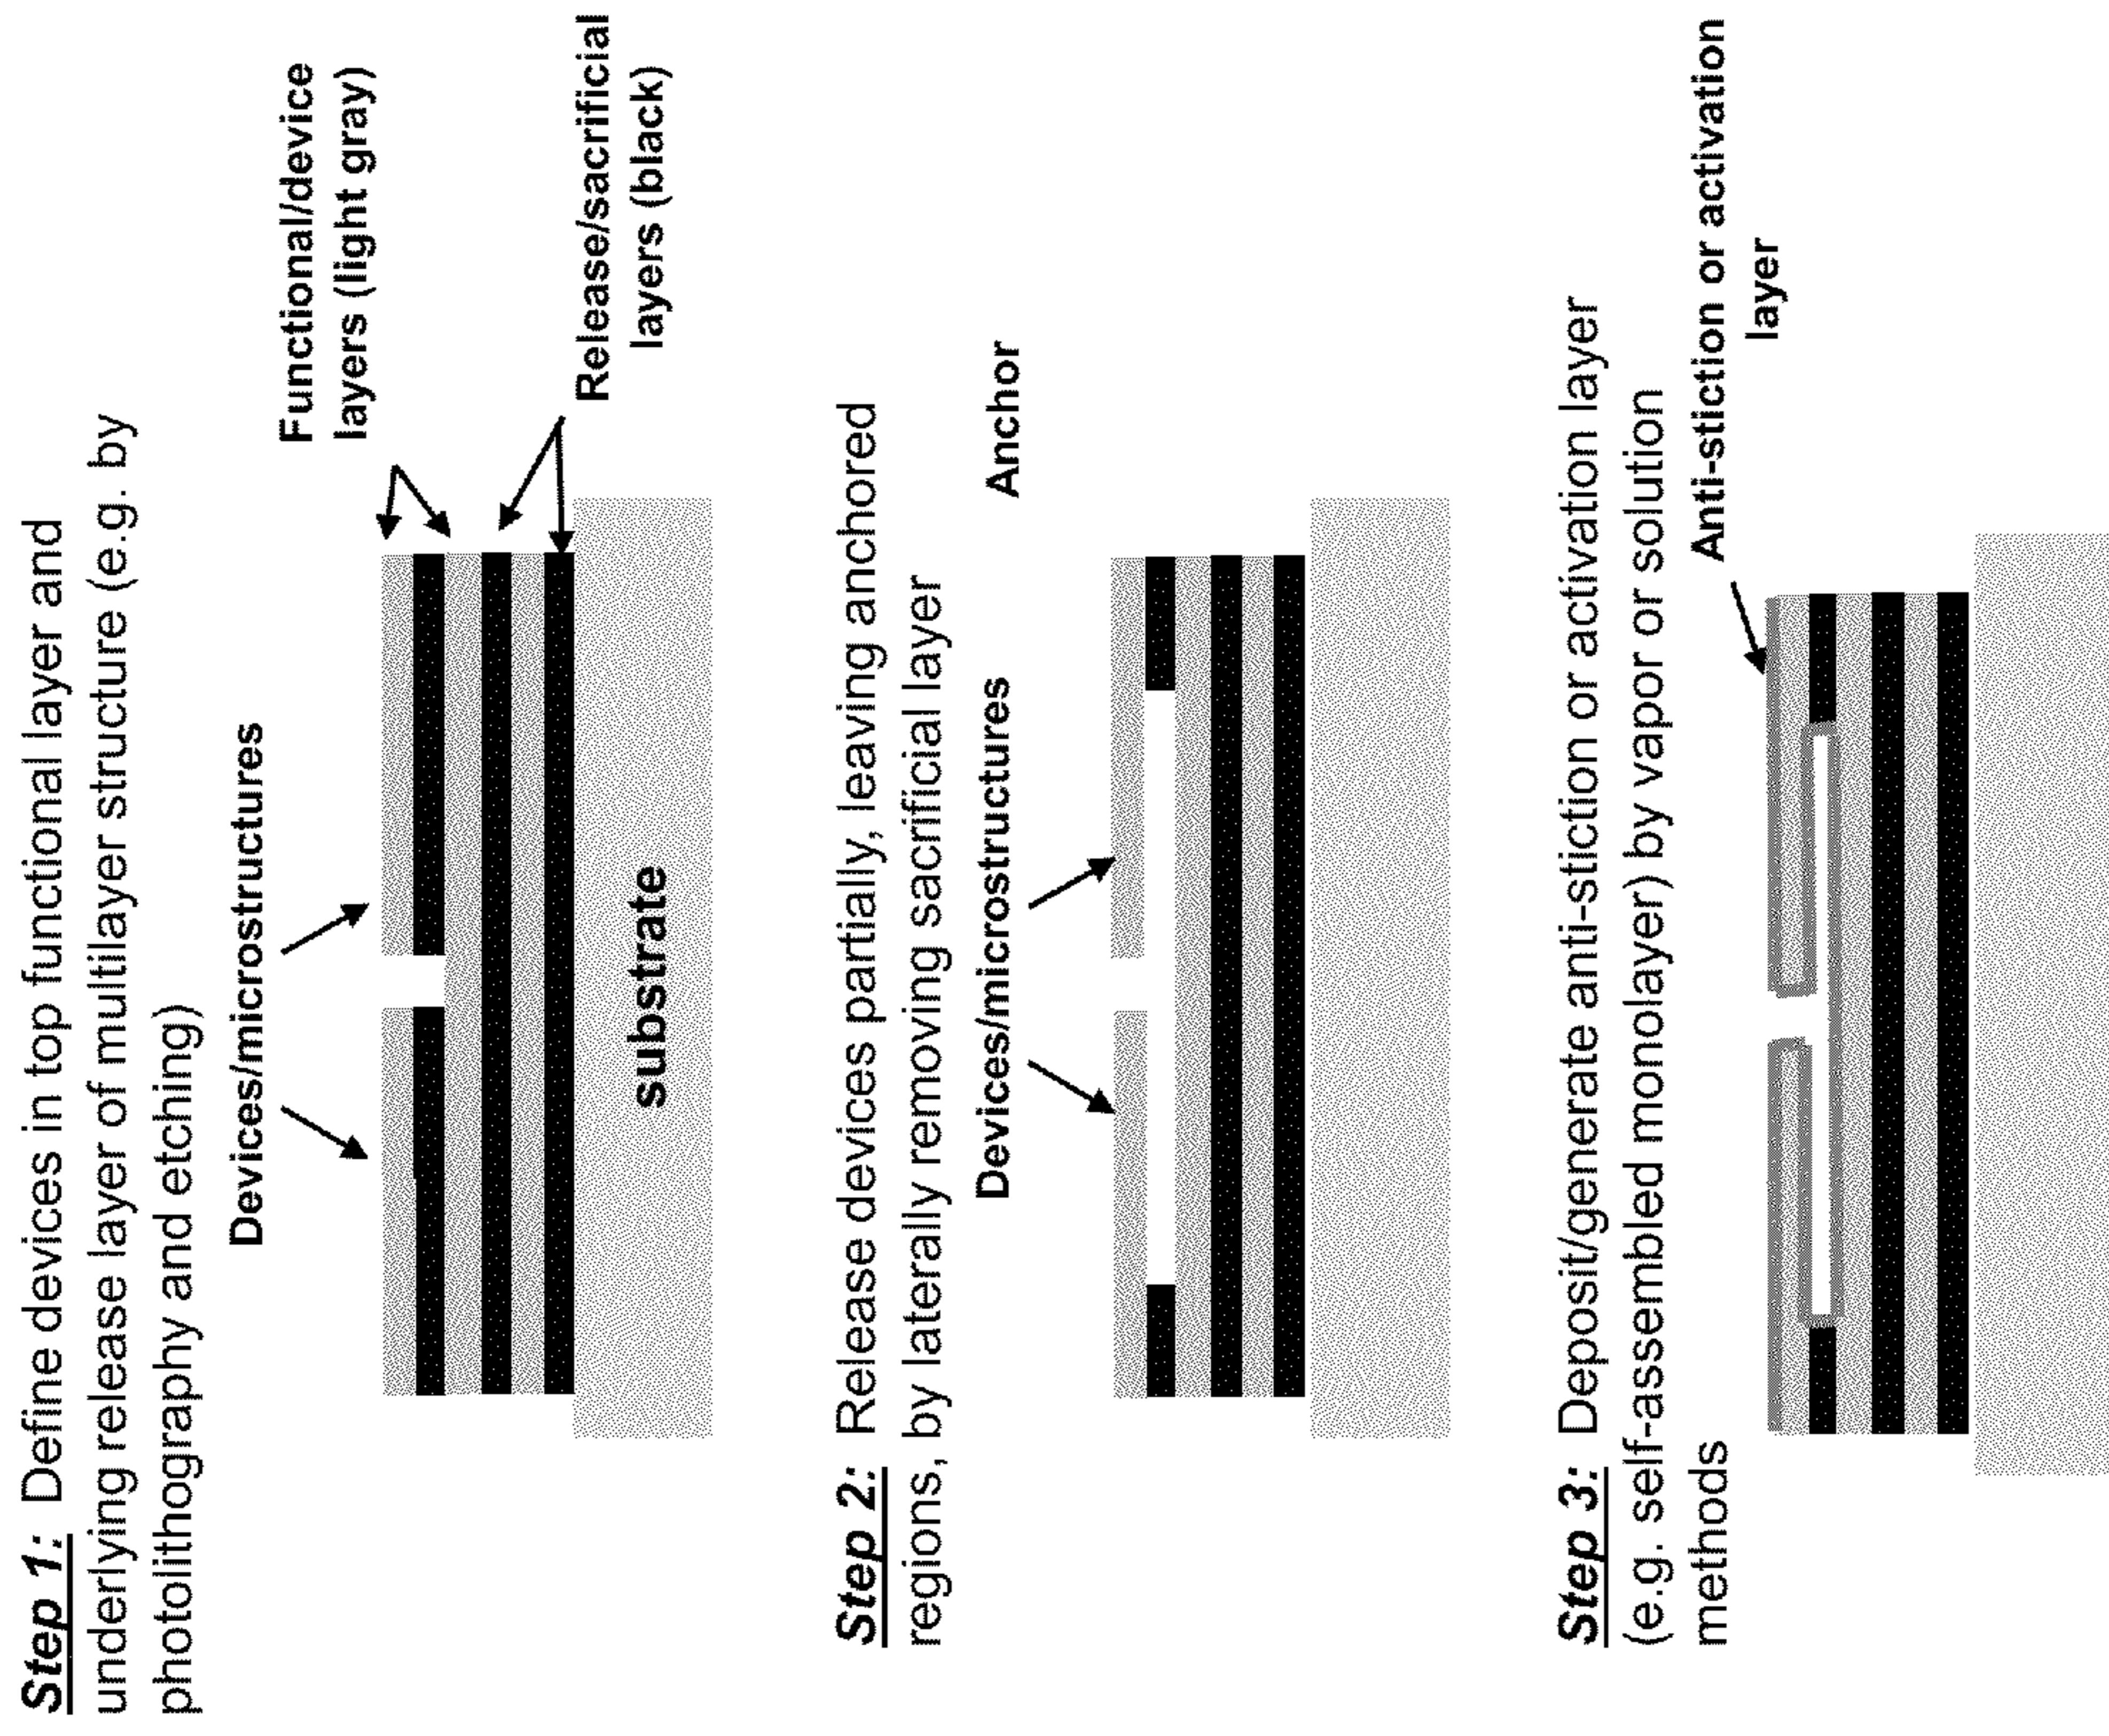 Step 1: Define devices in top functional layer and
underlying release layer of multilayer structure (e.g. by
photolithography and etching)
Devices/microstructures
Functional/device
layers (light gray)
Release/sacrificial
layers (black)
substrate
Step 2: Release devices partially, leaving anchored
regions, by laterally removing sacrificial layer
Devices/microstructures
Anchor
Step 3: Deposit/generate anti-stiction or activation layer
(e.g. self-assembled monolayer) by vapor or solution
methods
Anti-stiction or activation
layer